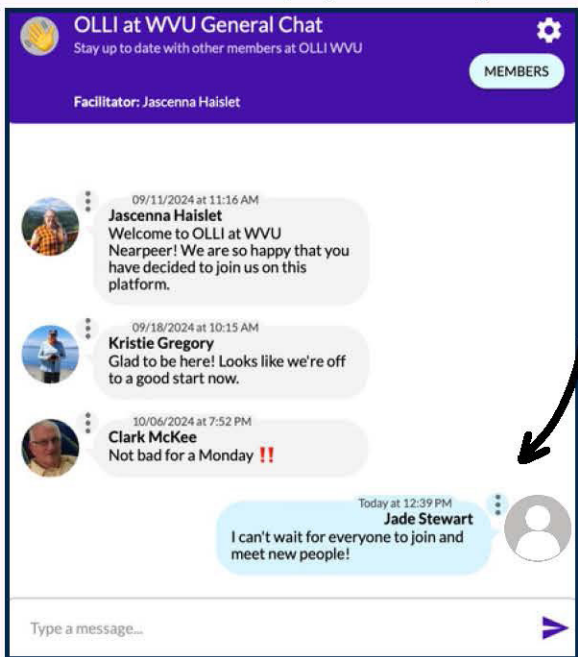 OLLI at WVU General Chat
Stay up to date with other members at OLLI WVU
MEMBERS
Facilitator: Jascenna Haislet
09/11/2024 at 11:16 AM
Jascenna Haislet
Welcome to OLLI at WVU
Nearpeer! We are so happy that you
have decided to join us on this
platform.
09/18/2024 at 10:15 AM
Kristie Gregory
Glad to be here! Looks like we're off
to a good start now.
10/06/2024 at 7:52 PM
Clark McKee
Not bad for a Monday ‼️
Today at 12:39 PM
Jade Stewart
I can't wait for everyone to join and
meet new people!
Type a message...